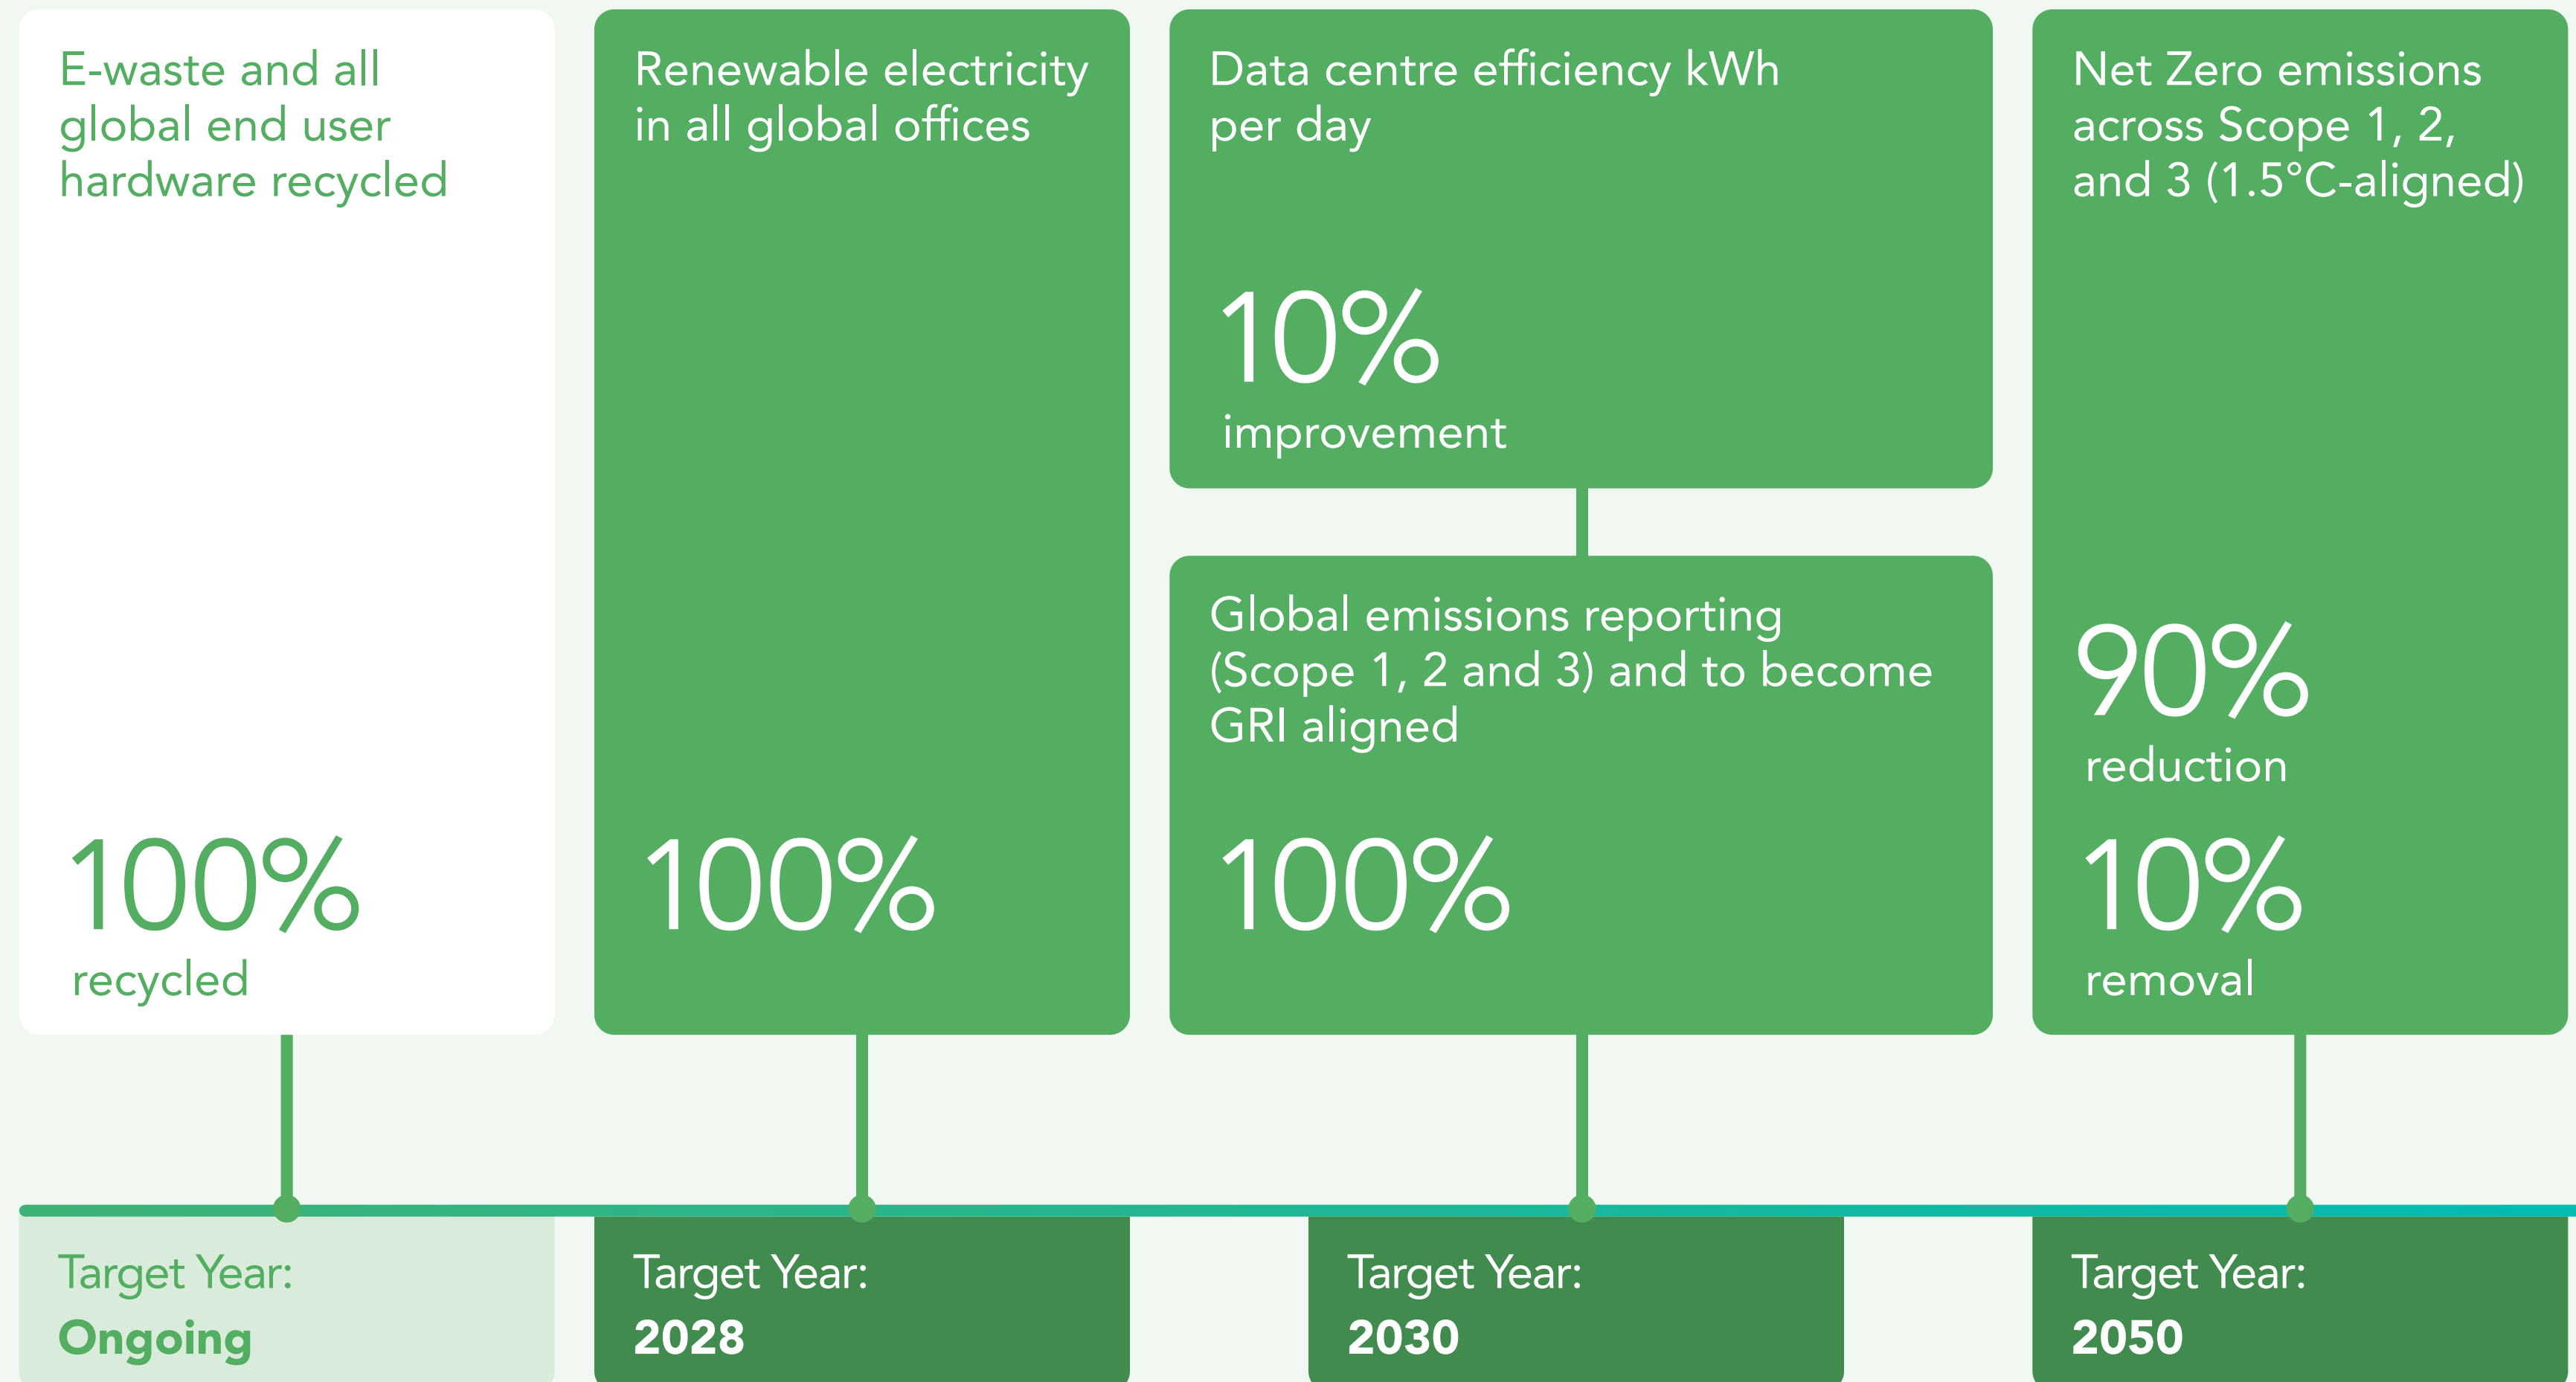 E-waste and all
global end user
hardware recycled
100%
recycled
Renewable electricity
in all global offices
100%
Data centre efficiency kWh
per day
10%
improvement
Global emissions reporting
(Scope 1, 2 and 3) and to become
GRI aligned
100%
Net Zero emissions
across Scope 1, 2,
and 3 (1.5°C-aligned)
90%
reduction
10%
removal
Target Year:
Ongoing
Target Year:
2028
Target Year:
2030
Target Year:
2050